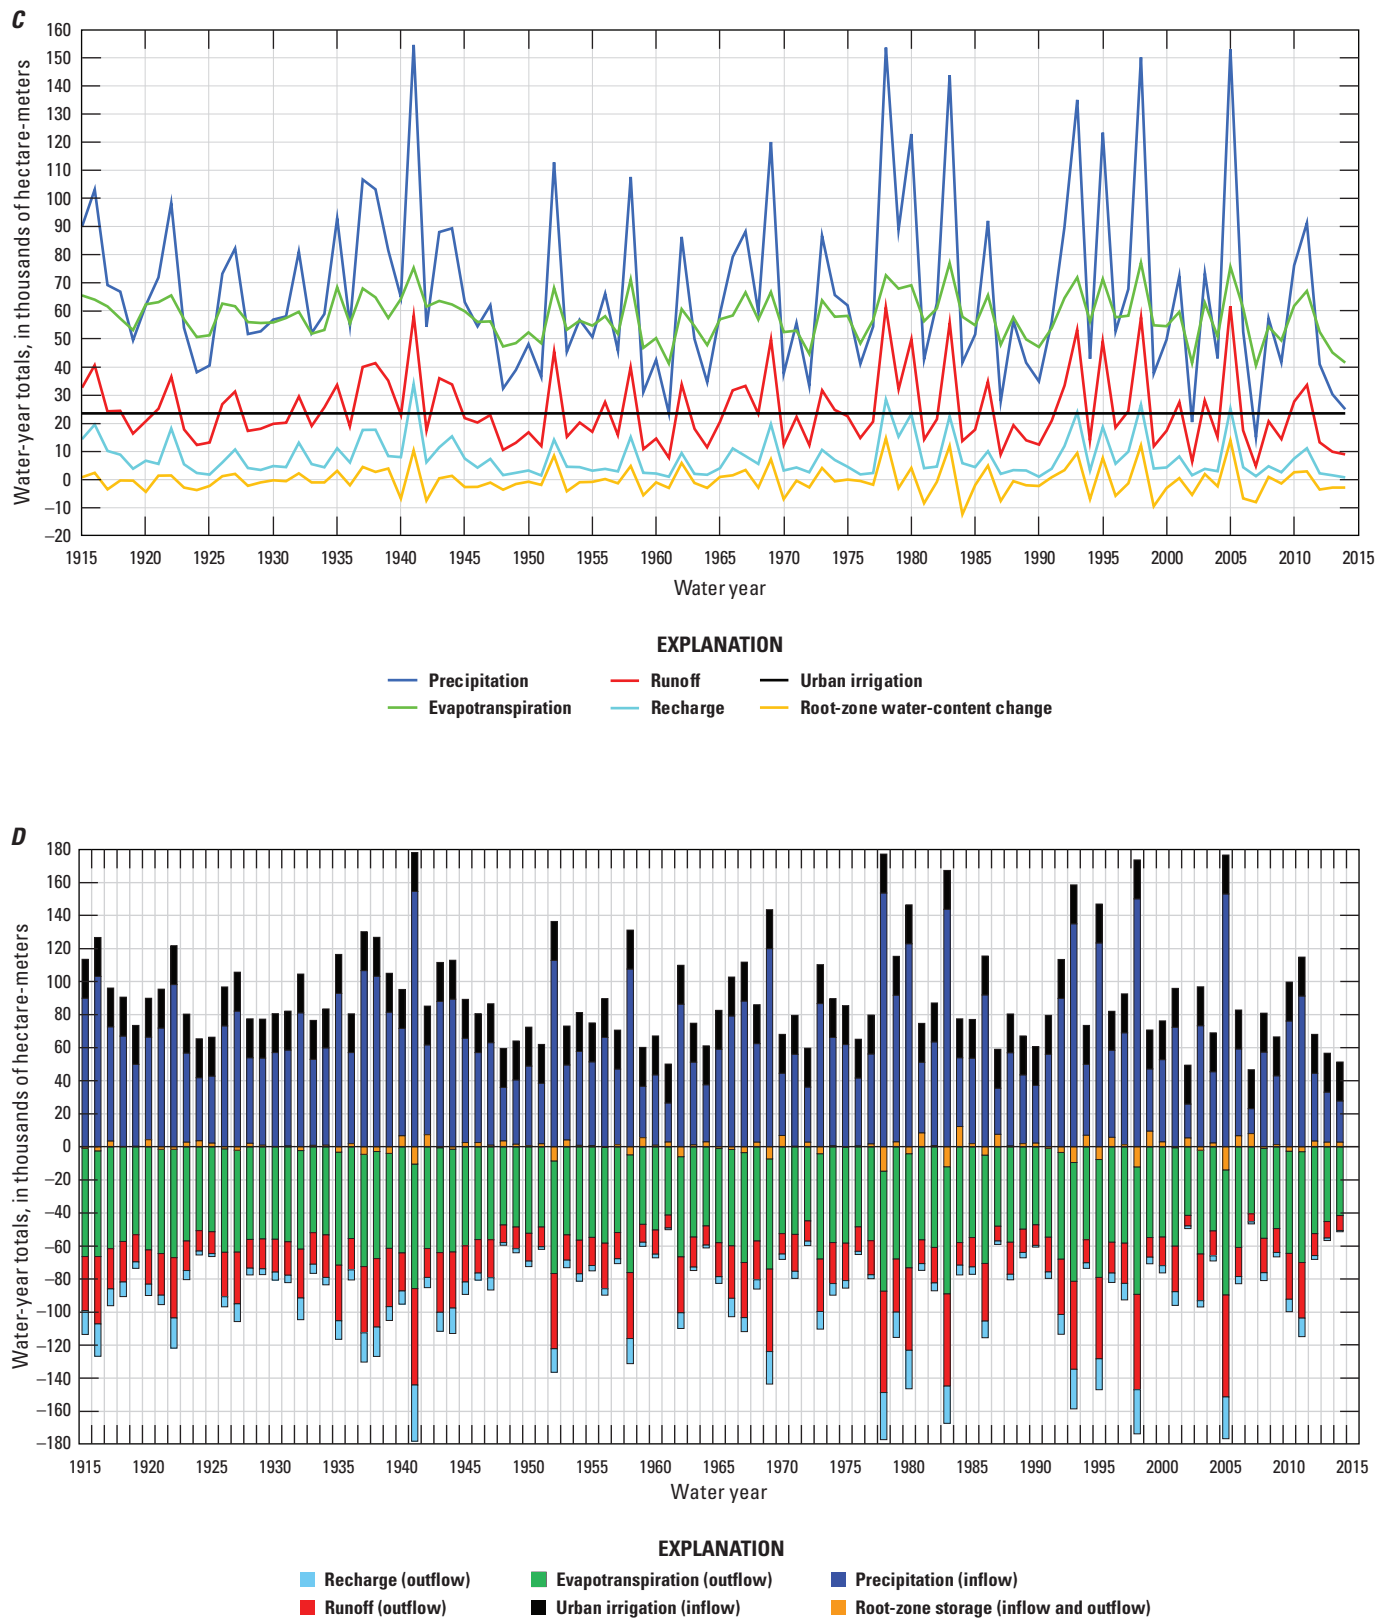 C
Water-year totals, in thousands of hectare-meters
160
150
140
130
120
110
100
90
80
70
60
50
40
30
20
10
0
−10
−20
1915 1920 1925 1930 1935 1940 1945 1950 1955 1960 1965 1970 1975 1980 1985 1990 1995 2000 2005 2010 2015
Water year
EXPLANATION
Precipitation Runoff Urban irrigation
Evapotranspiration Recharge Root-zone water-content change
D
Water-year totals, in thousands of hectare-meters
180
160
140
120
100
80
60
40
20
0
−20
−40
−60
−80
−100
−120
−140
−160
−180
1915 1920 1925 1930 1935 1940 1945 1950 1955 1960 1965 1970 1975 1980 1985 1990 1995 2000 2005 2010 2015
Water year
EXPLANATION
Recharge (outflow) Evapotranspiration (outflow) Precipitation (inflow)
Runoff (outflow) Urban irrigation (inflow) Root-zone storage (inflow and outflow)